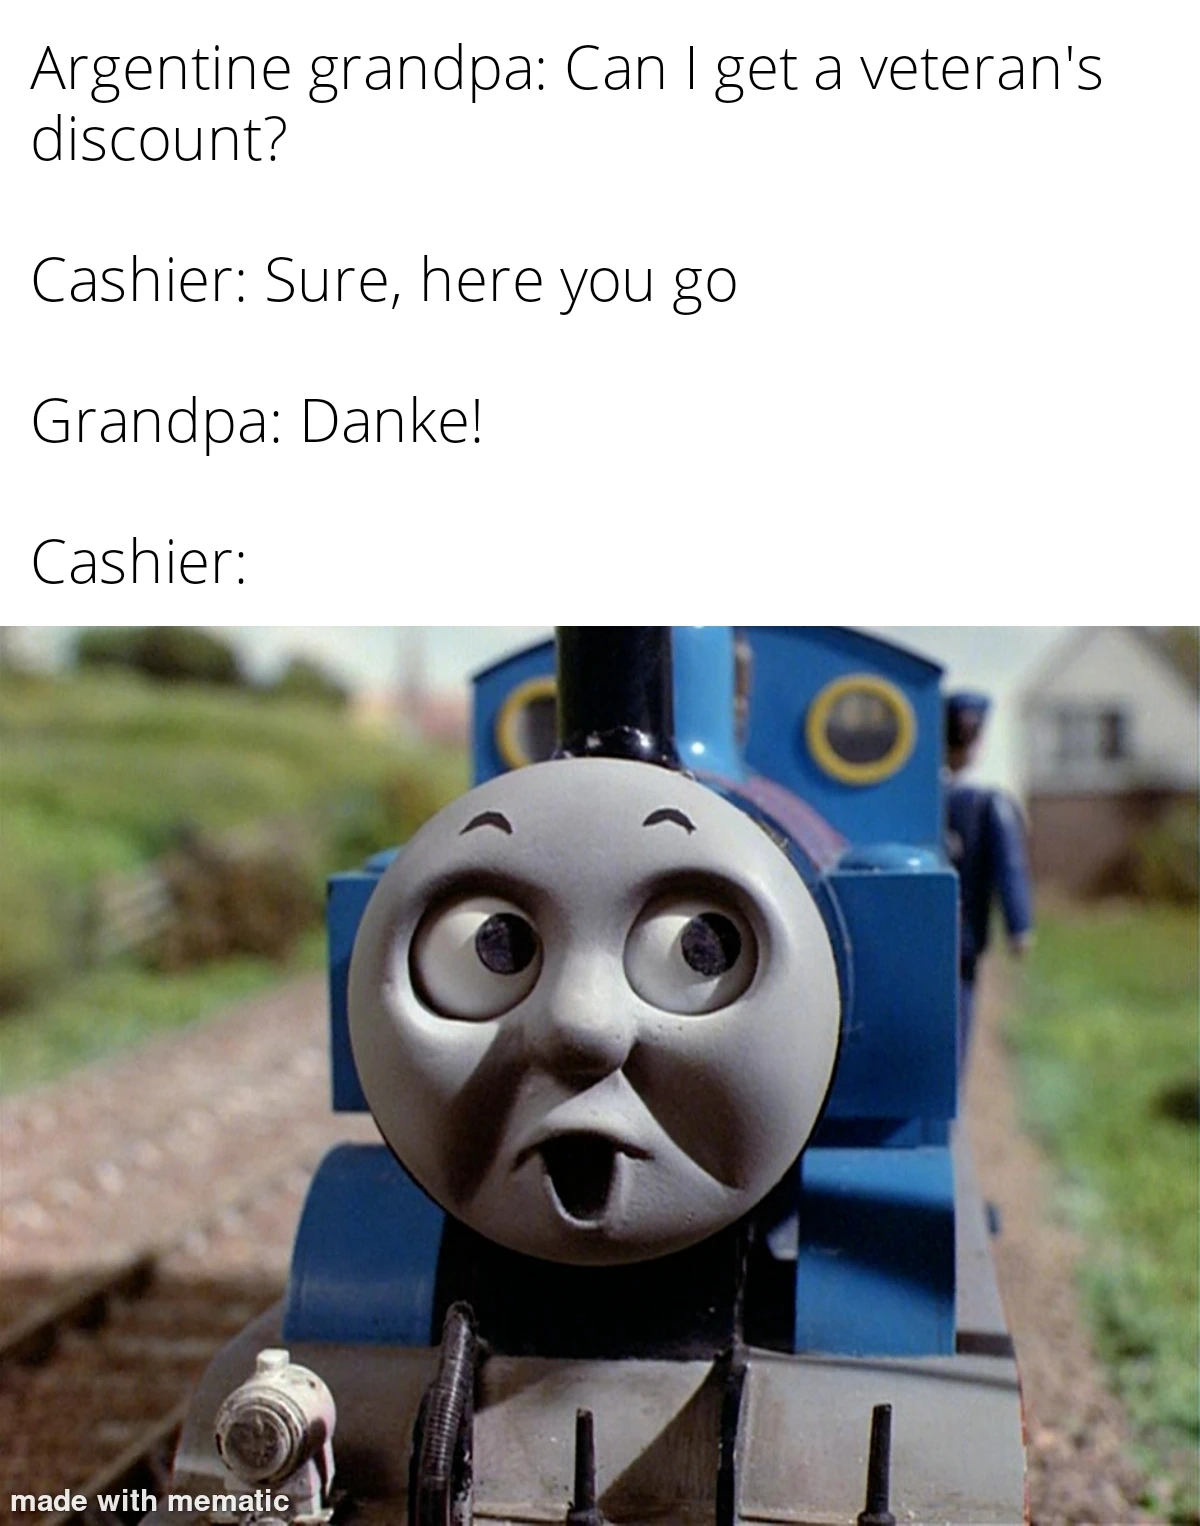 Argentine grandpa: Can I get a veteran's
discount?
Cashier: Sure, here you go
Grandpa: Danke!
Cashier:
made with mematic